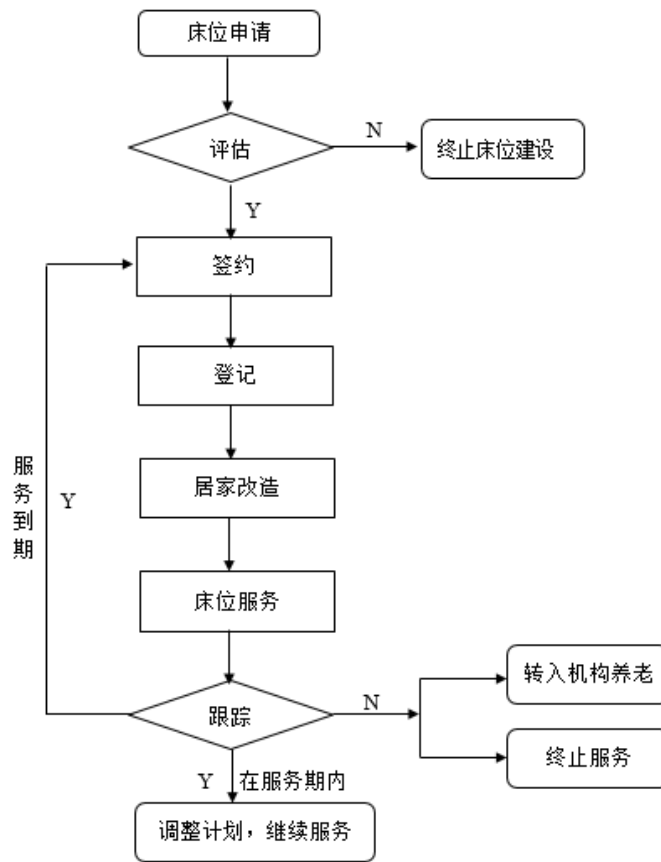 床位申请
评估
N
终止床位建设
Y
签约
登记
居家改造
服务到期
Y
床位服务
转入机构养老
跟踪
N
终止服务
Y
在服务期内
调整计划，继续服务